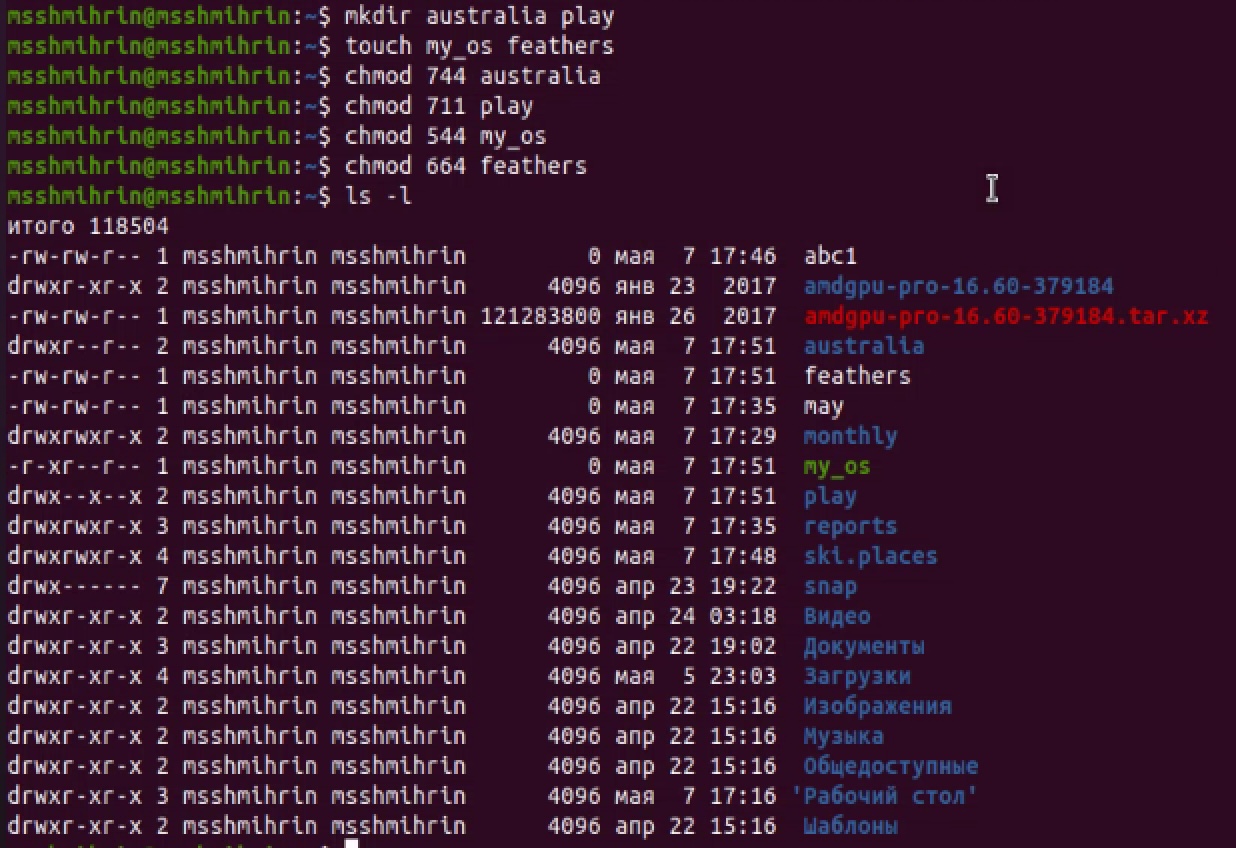 msshmihrin@msshmihrin:~$ mkdir australia play
msshmihrin@msshmihrin:~$ touch my_os feathers
msshmihrin@msshmihrin:~$ chmod 744 australia
msshmihrin@msshmihrin:~$ chmod 711 play
msshmihrin@msshmihrin:~$ chmod 544 my_os
msshmihrin@msshmihrin:~$ chmod 664 feathers
msshmihrin@msshmihrin:~$ ls -l
итого 118504
-rw-rw-r-- 1 msshmihrin msshmihrin         0 мая  7 17:46  abc1
drwxr-xr-x 2 msshmihrin msshmihrin      4096 янв 23  2017  amdgpu-pro-16.60-379184
-rw-rw-r-- 1 msshmihrin msshmihrin 121283800 янв 26  2017  amdgpu-pro-16.60-379184.tar.xz
drwxr--r-- 2 msshmihrin msshmihrin      4096 мая  7 17:51  australia
-rw-rw-r-- 1 msshmihrin msshmihrin         0 мая  7 17:51  feathers
-rw-rw-r-- 1 msshmihrin msshmihrin         0 мая  7 17:35  may
drwxrwxr-x 2 msshmihrin msshmihrin      4096 мая  7 17:29  monthly
-r-xr--r-- 1 msshmihrin msshmihrin         0 мая  7 17:51  my_os
drwx--x--x 2 msshmihrin msshmihrin      4096 мая  7 17:51  play
drwxrwxr-x 3 msshmihrin msshmihrin      4096 мая  7 17:35  reports
drwxrwxr-x 4 msshmihrin msshmihrin      4096 мая  7 17:48  ski.places
drwx------ 7 msshmihrin msshmihrin      4096 апр 23 19:22  snap
drwxr-xr-x 2 msshmihrin msshmihrin      4096 апр 24 03:18  Видео
drwxr-xr-x 3 msshmihrin msshmihrin      4096 апр 22 19:02  Документы
drwxr-xr-x 4 msshmihrin msshmihrin      4096 мая  5 23:03  Загрузки
drwxr-xr-x 2 msshmihrin msshmihrin      4096 апр 22 15:16  Изображения
drwxr-xr-x 2 msshmihrin msshmihrin      4096 апр 22 15:16  Музыка
drwxr-xr-x 2 msshmihrin msshmihrin      4096 апр 22 15:16  Общедоступные
drwxr-xr-x 3 msshmihrin msshmihrin      4096 мая  7 17:16 'Рабочий стол'
drwxr-xr-x 2 msshmihrin msshmihrin      4096 апр 22 15:16  Шаблоны